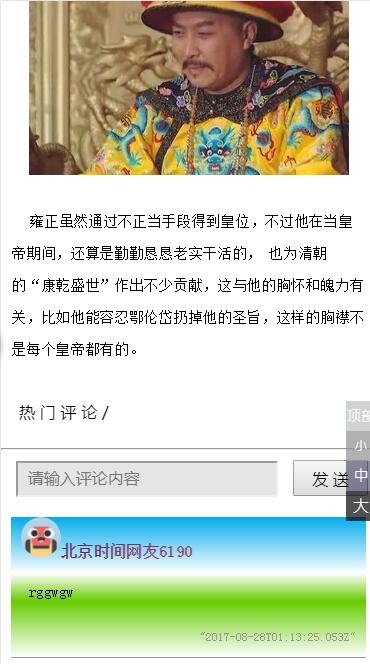 雍正虽然通过不正当手段得到皇位，不过他在当皇
帝期间，还算是勤勤恳恳老实干活的， 也为清朝
的“康乾盛世”作出不少贡献，这与他的胸怀和魄力有
关，比如他能容忍鄂伦岱扔掉他的圣旨，这样的胸襟不
是每个皇帝都有的。
热门评论/
顶部
小
中
大
请输入评论内容
发送
北京时间网友6190
rggwgw
"2017-08-28T01:13:25.053Z"